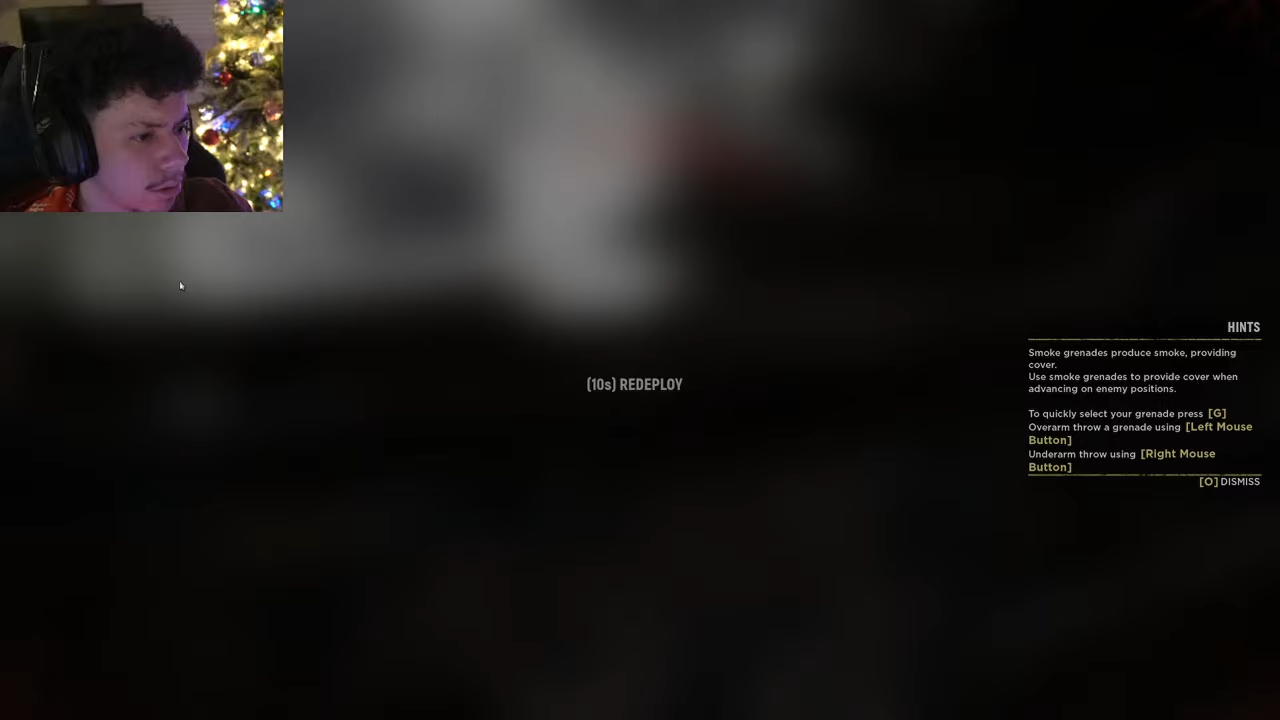 HINTS
Smoke grenades produce smoke, providing
cover.
Use smoke grenades to provide cover when
advancing on enemy positions.
(10s) REDEPLOY
To quickly select your grenade press [G]
Overarm throw a grenade using [Left Mouse
Button]
Underarm throw using [Right Mouse
Button]
[O] DISMISS